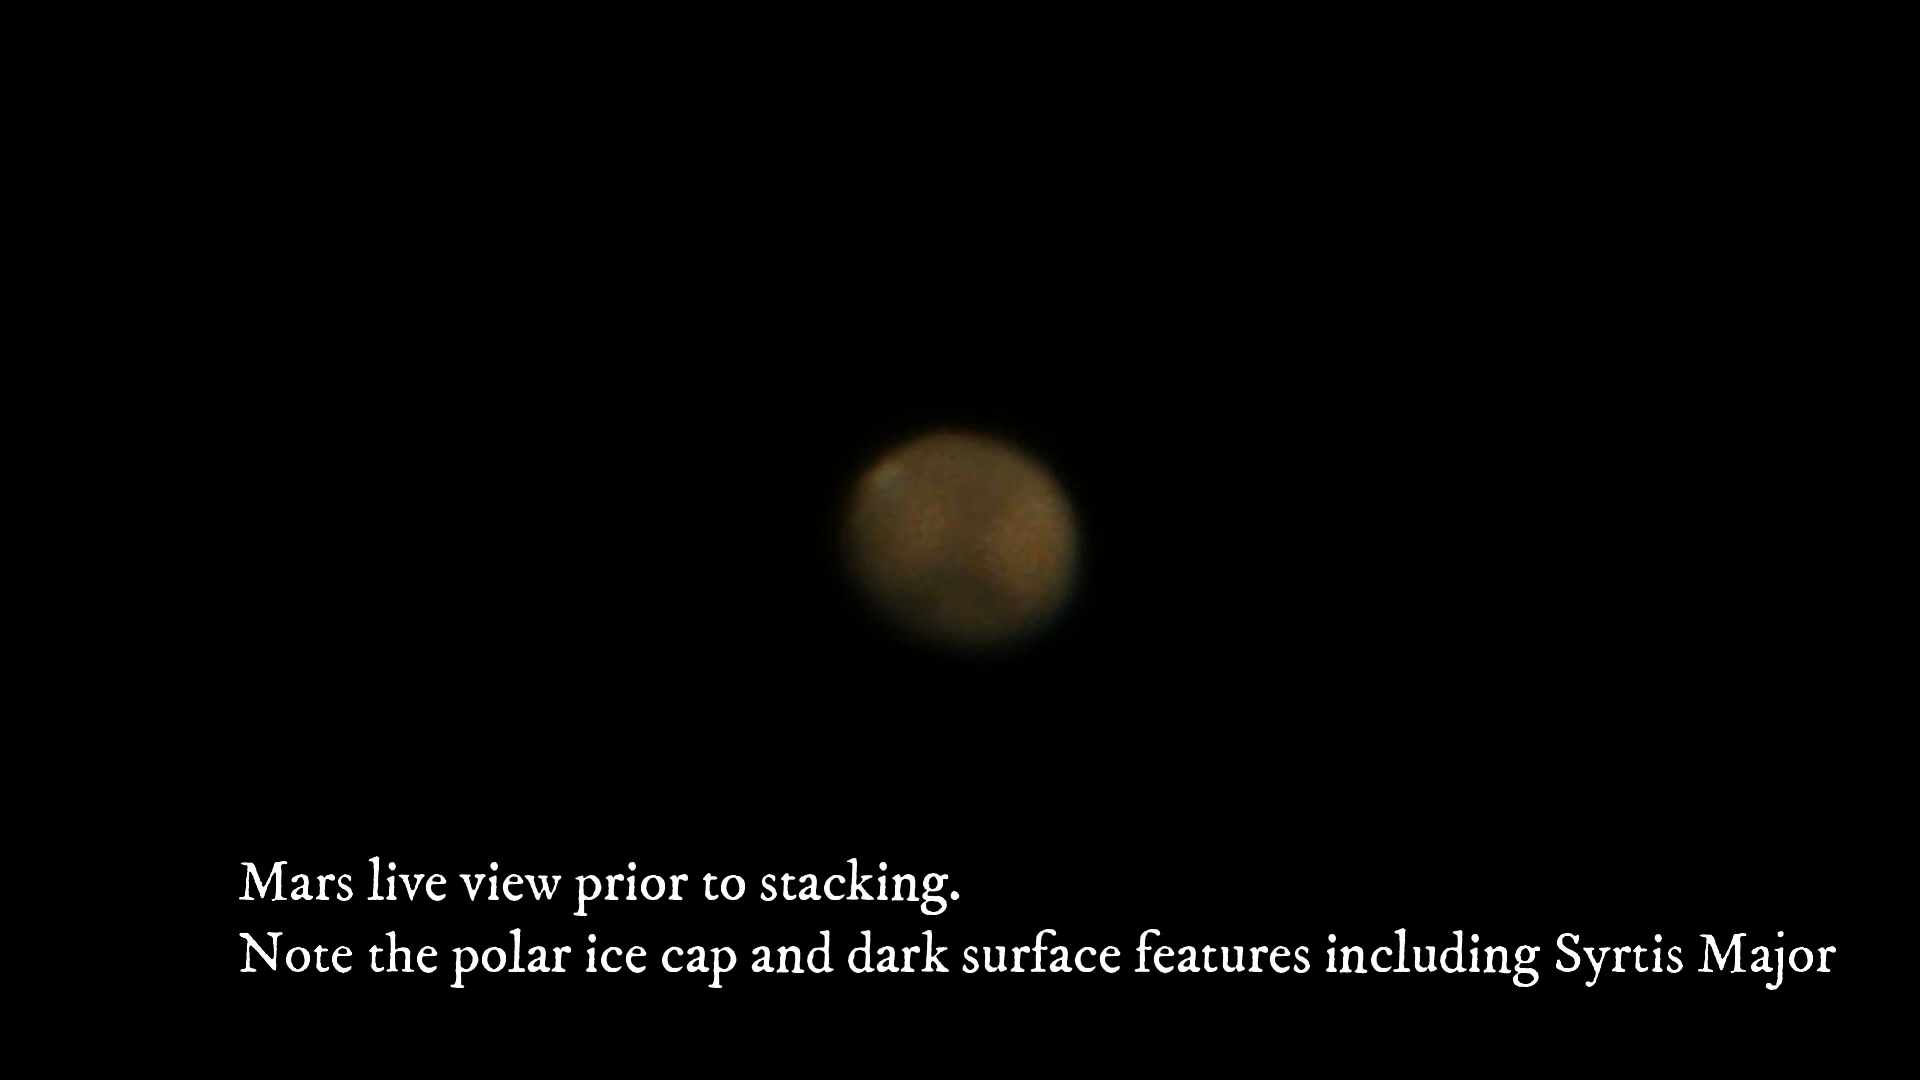 Mars live view prior to stacking.
Note the polar ice cap and dark surface features including Syrtis Major